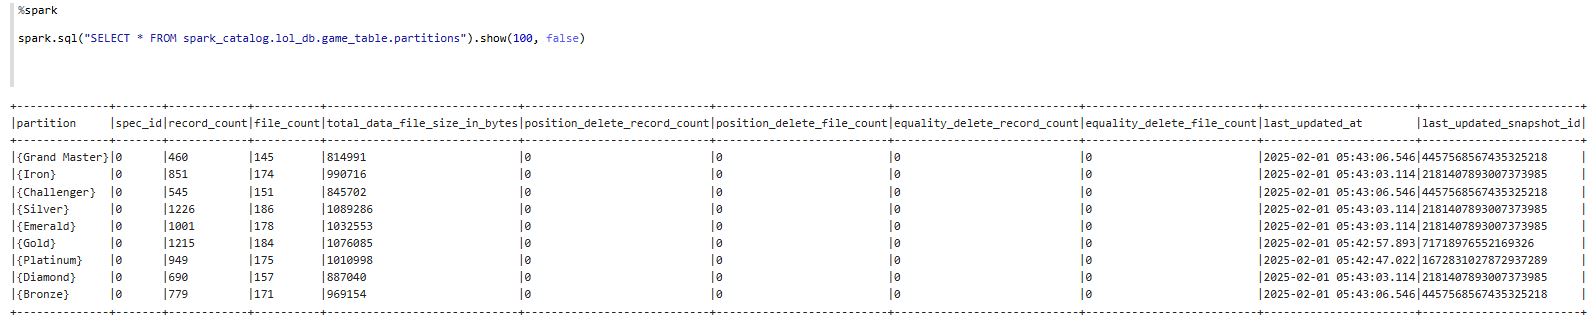 %spark
spark.sql("SELECT * FROM spark_catalog.lol_db.game_table.partitions").show(100, false)
+--------------+-------+------------+----------+-----------------------------+----------------------------+--------------------------+----------------------------+--------------------------+-----------------------+------------------------+
|partition     |spec_id|record_count|file_count|total_data_file_size_in_bytes|position_delete_record_count|position_delete_file_count|equality_delete_record_count|equality_delete_file_count|last_updated_at        |last_updated_snapshot_id|
+--------------+-------+------------+----------+-----------------------------+----------------------------+--------------------------+----------------------------+--------------------------+-----------------------+------------------------+
|{Grand Master}|0      |460         |145       |814991                       |0                           |0                         |0                           |0                         |2025-02-01 05:43:06.546|4457568567435325218     |
|{Iron}        |0      |851         |174       |990716                       |0                           |0                         |0                           |0                         |2025-02-01 05:43:03.114|2181407893007373985     |
|{Challenger}  |0      |545         |151       |845702                       |0                           |0                         |0                           |0                         |2025-02-01 05:43:06.546|4457568567435325218     |
|{Silver}      |0      |1226        |186       |1089286                      |0                           |0                         |0                           |0                         |2025-02-01 05:43:03.114|2181407893007373985     |
|{Emerald}     |0      |1001        |178       |1032553                      |0                           |0                         |0                           |0                         |2025-02-01 05:43:03.114|2181407893007373985     |
|{Gold}        |0      |1215        |184       |1076085                      |0                           |0                         |0                           |0                         |2025-02-01 05:42:57.893|71718976552169326       |
|{Platinum}    |0      |949         |175       |1010998                      |0                           |0                         |0                           |0                         |2025-02-01 05:42:47.022|1672831027872937289     |
|{Diamond}     |0      |690         |157       |887040                       |0                           |0                         |0                           |0                         |2025-02-01 05:43:03.114|2181407893007373985     |
|{Bronze}      |0      |779         |171       |969154                       |0                           |0                         |0                           |0                         |2025-02-01 05:43:06.546|4457568567435325218     |
+--------------+-------+------------+----------+-----------------------------+----------------------------+--------------------------+----------------------------+--------------------------+-----------------------+------------------------+